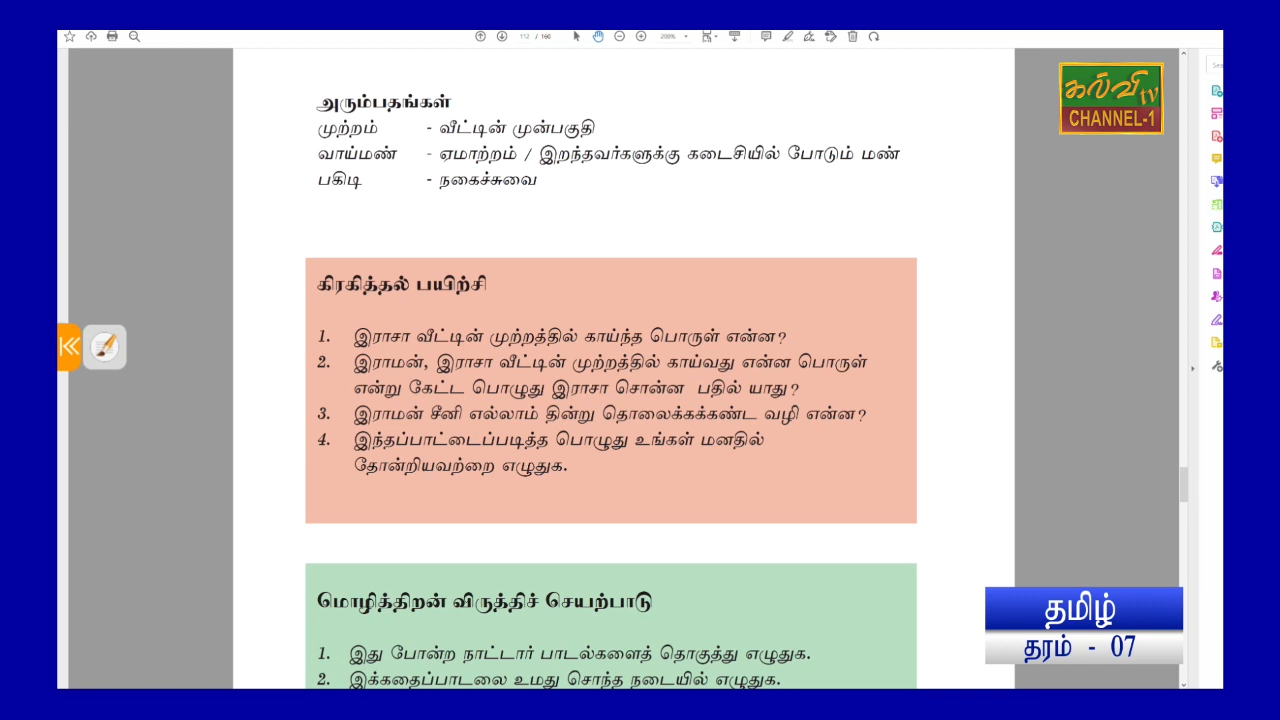 112 / 160
200%
கல்வி tv
CHANNEL-1
அரும்பதங்கள்
முற்றம் - வீட்டின் முன்பகுதி
வாய்மண் - ஏமாற்றம் / இறந்தவர்களுக்கு கடைசியில் போடும் மண்
பகிடி - நகைச்சுவை
கிரகித்தல் பயிற்சி
1. இராசா வீட்டின் முற்றத்தில் காய்ந்த பொருள் என்ன?
2. இராமன், இராசா வீட்டின் முற்றத்தில் காய்வது என்ன பொருள்
என்று கேட்ட பொழுது இராசா சொன்ன பதில் யாது?
3. இராமன் சீனி எல்லாம் தின்று தொலைக்கக்கண்ட வழி என்ன?
4. இந்தப்பாட்டைப்படித்த பொழுது உங்கள் மனதில்
தோன்றியவற்றை எழுதுக.
மொழித்திறன் விருத்திச் செயற்பாடு
1. இது போன்ற நாட்டார் பாடல்களைத் தொகுத்து எழுதுக.
2. இக்கதைப்பாடலை உமது சொந்த நடையில் எழுதுக.
தமிழ்
தரம் - 07